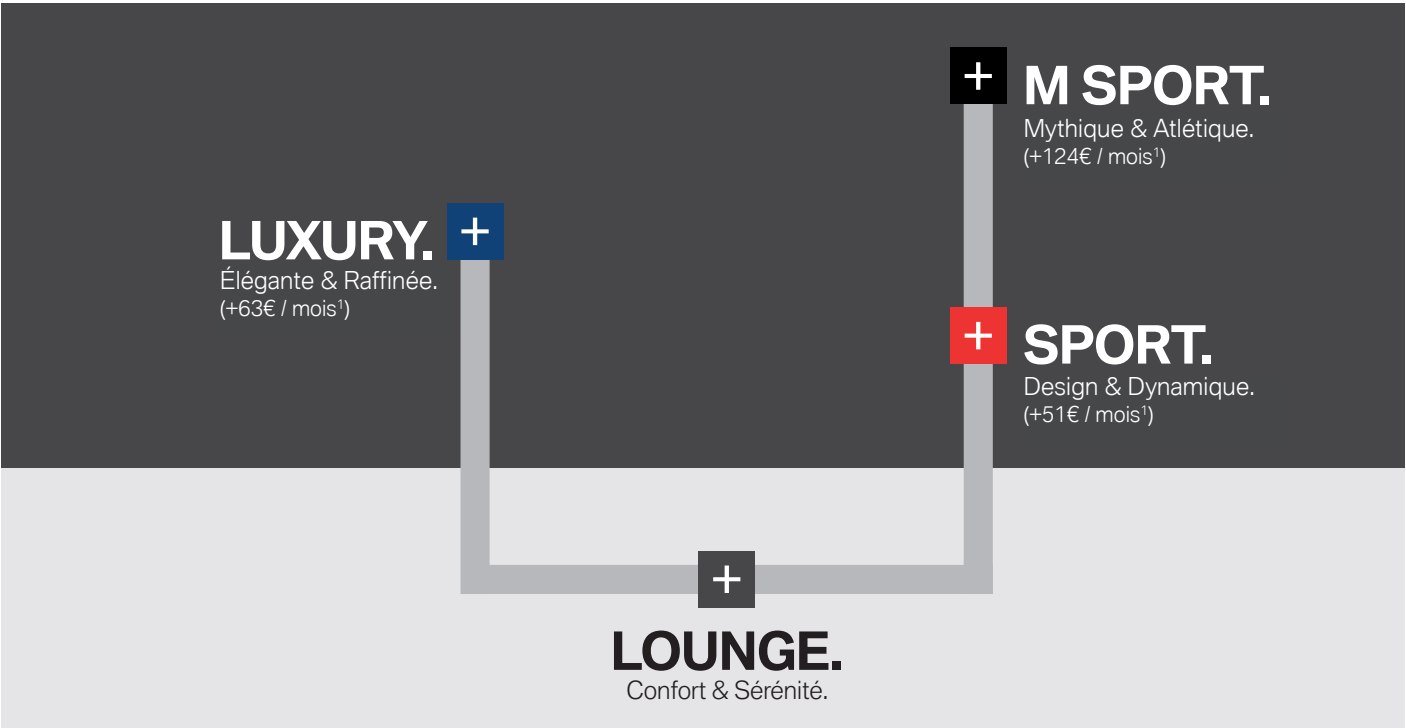 +
M SPORT.
Mythique & Atlétique.
(+124€ / mois¹)
+
LUXURY.
Élégante & Raffinée.
(+63€ / mois¹)
+
SPORT.
Design & Dynamique.
(+51€ / mois¹)
+
LOUNGE.
Confort & Sérénité.